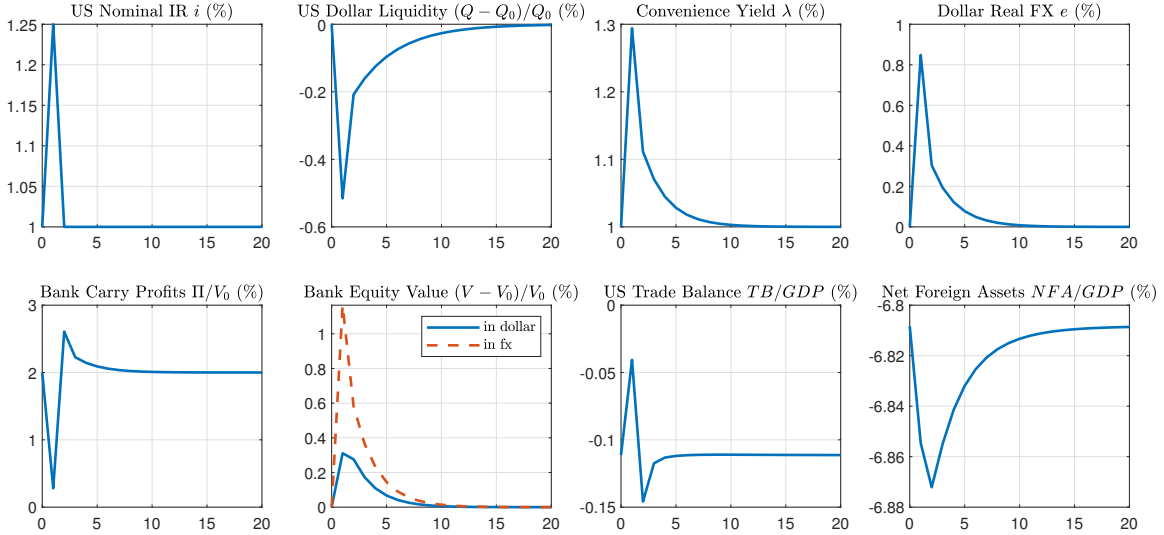 US Nominal IR i (%)
US Dollar Liquidity (Q − Q₀)/Q₀ (%)
Convenience Yield λ (%)
Dollar Real FX e (%)
1.25
1.2
1.15
1.1
1.05
1
0 5 10 15 20
0
-0.2
-0.4
-0.6
0 5 10 15 20
1.3
1.2
1.1
1
0 5 10 15 20
1
0.8
0.6
0.4
0.2
0
0 5 10 15 20
Bank Carry Profits Π/V₀ (%)
Bank Equity Value (V − V₀)/V₀ (%)
US Trade Balance TB/GDP (%)
Net Foreign Assets NFA/GDP (%)
3
2
1
0
0 5 10 15 20
in dollar
in fx
1
0.8
0.6
0.4
0.2
0
0 5 10 15 20
0
-0.05
-0.1
-0.15
0 5 10 15 20
-6.8
-6.82
-6.84
-6.86
-6.88
0 5 10 15 20